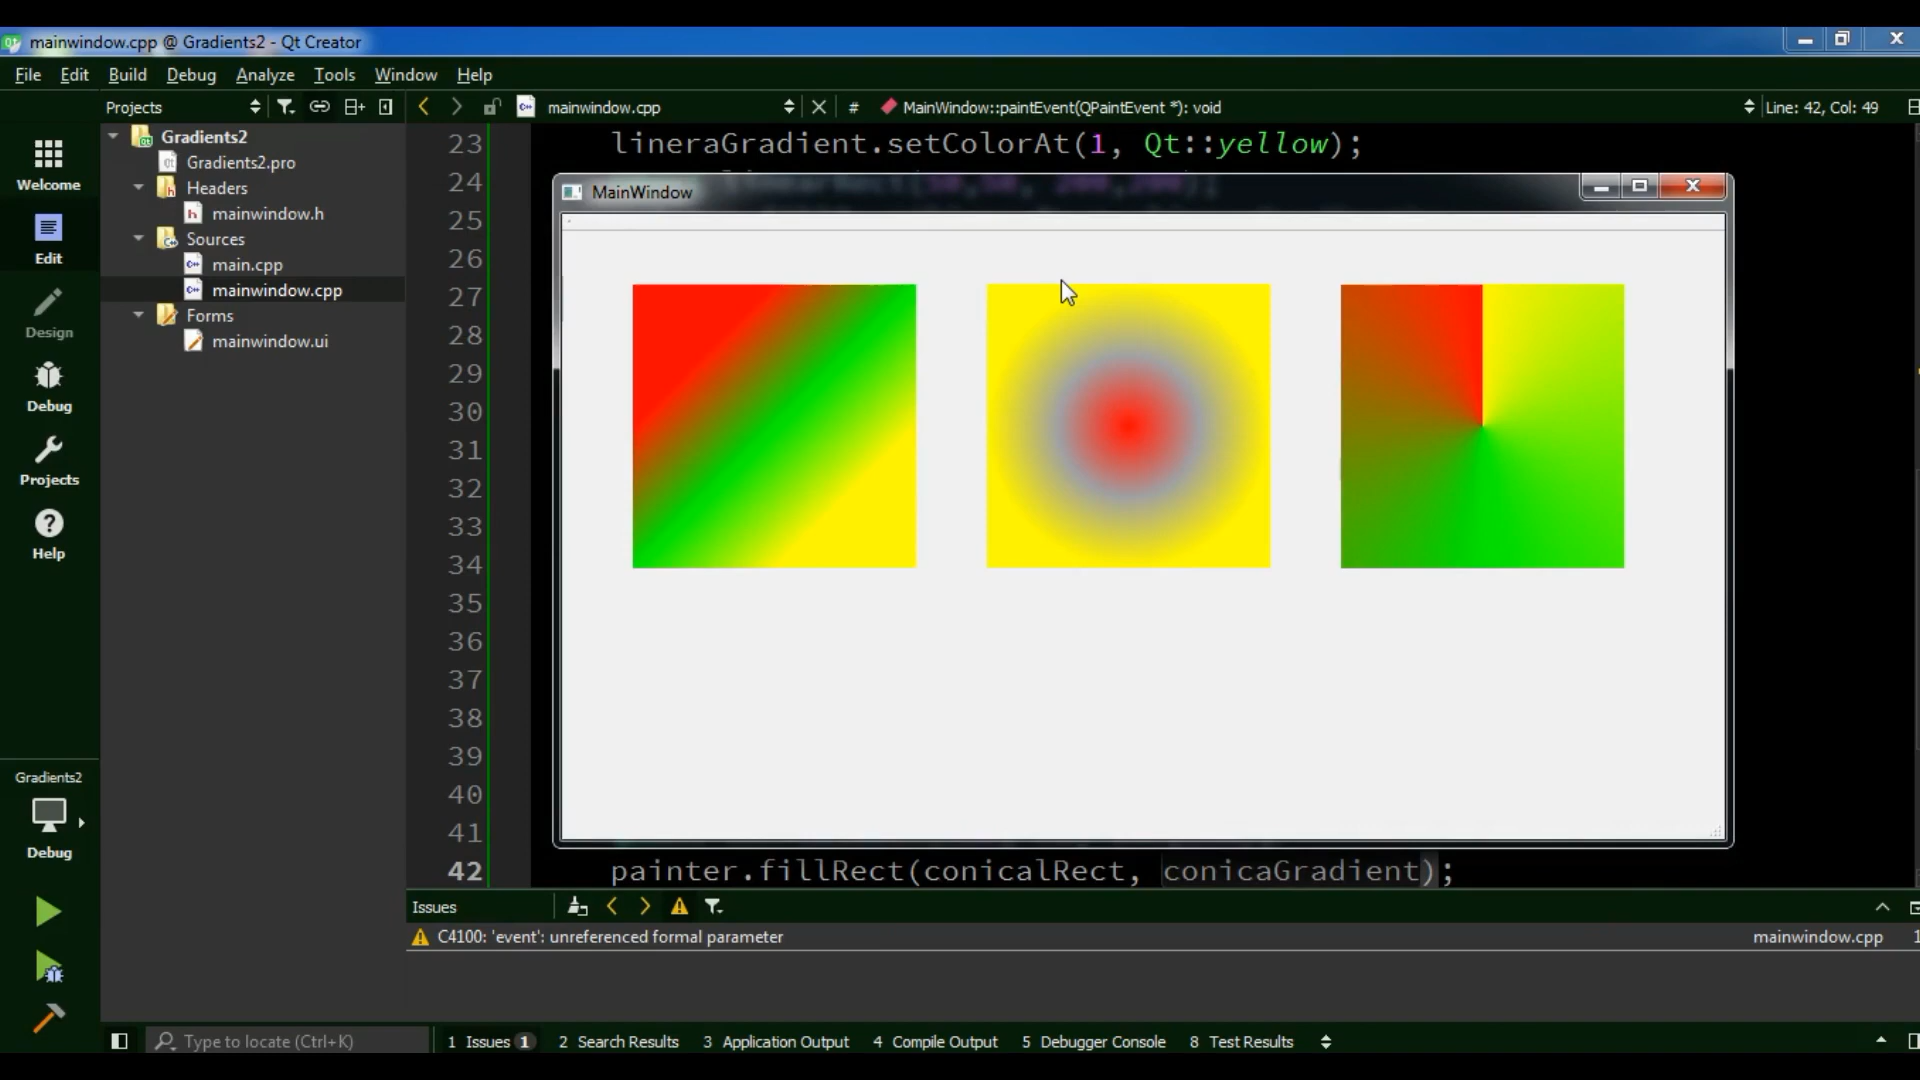 mainwindow.cpp @ Gradients2 - Qt Creator
File Edit Build Debug Analyze Tools Window Help
Projects
mainwindow.cpp
#
MainWindow::paintEvent(QPaintEvent *): void
Line: 42, Col: 49
Welcome
Edit
Design
Debug
Projects
Help
Gradients2
Debug
Gradients2
Gradients2.pro
Headers
mainwindow.h
Sources
main.cpp
mainwindow.cpp
Forms
mainwindow.ui
23 lineraGradient.setColorAt(1, Qt::yellow);
24
25
26
27
28
29
30
31
32
33
34
35
36
37
38
39
40
41
42 painter.fillRect(conicalRect, conicaGradient);
MainWindow
Issues
C4100: 'event': unreferenced formal parameter
mainwindow.cpp
1
Type to locate (Ctrl+K)
1 Issues 1
2 Search Results
3 Application Output
4 Compile Output
5 Debugger Console
8 Test Results